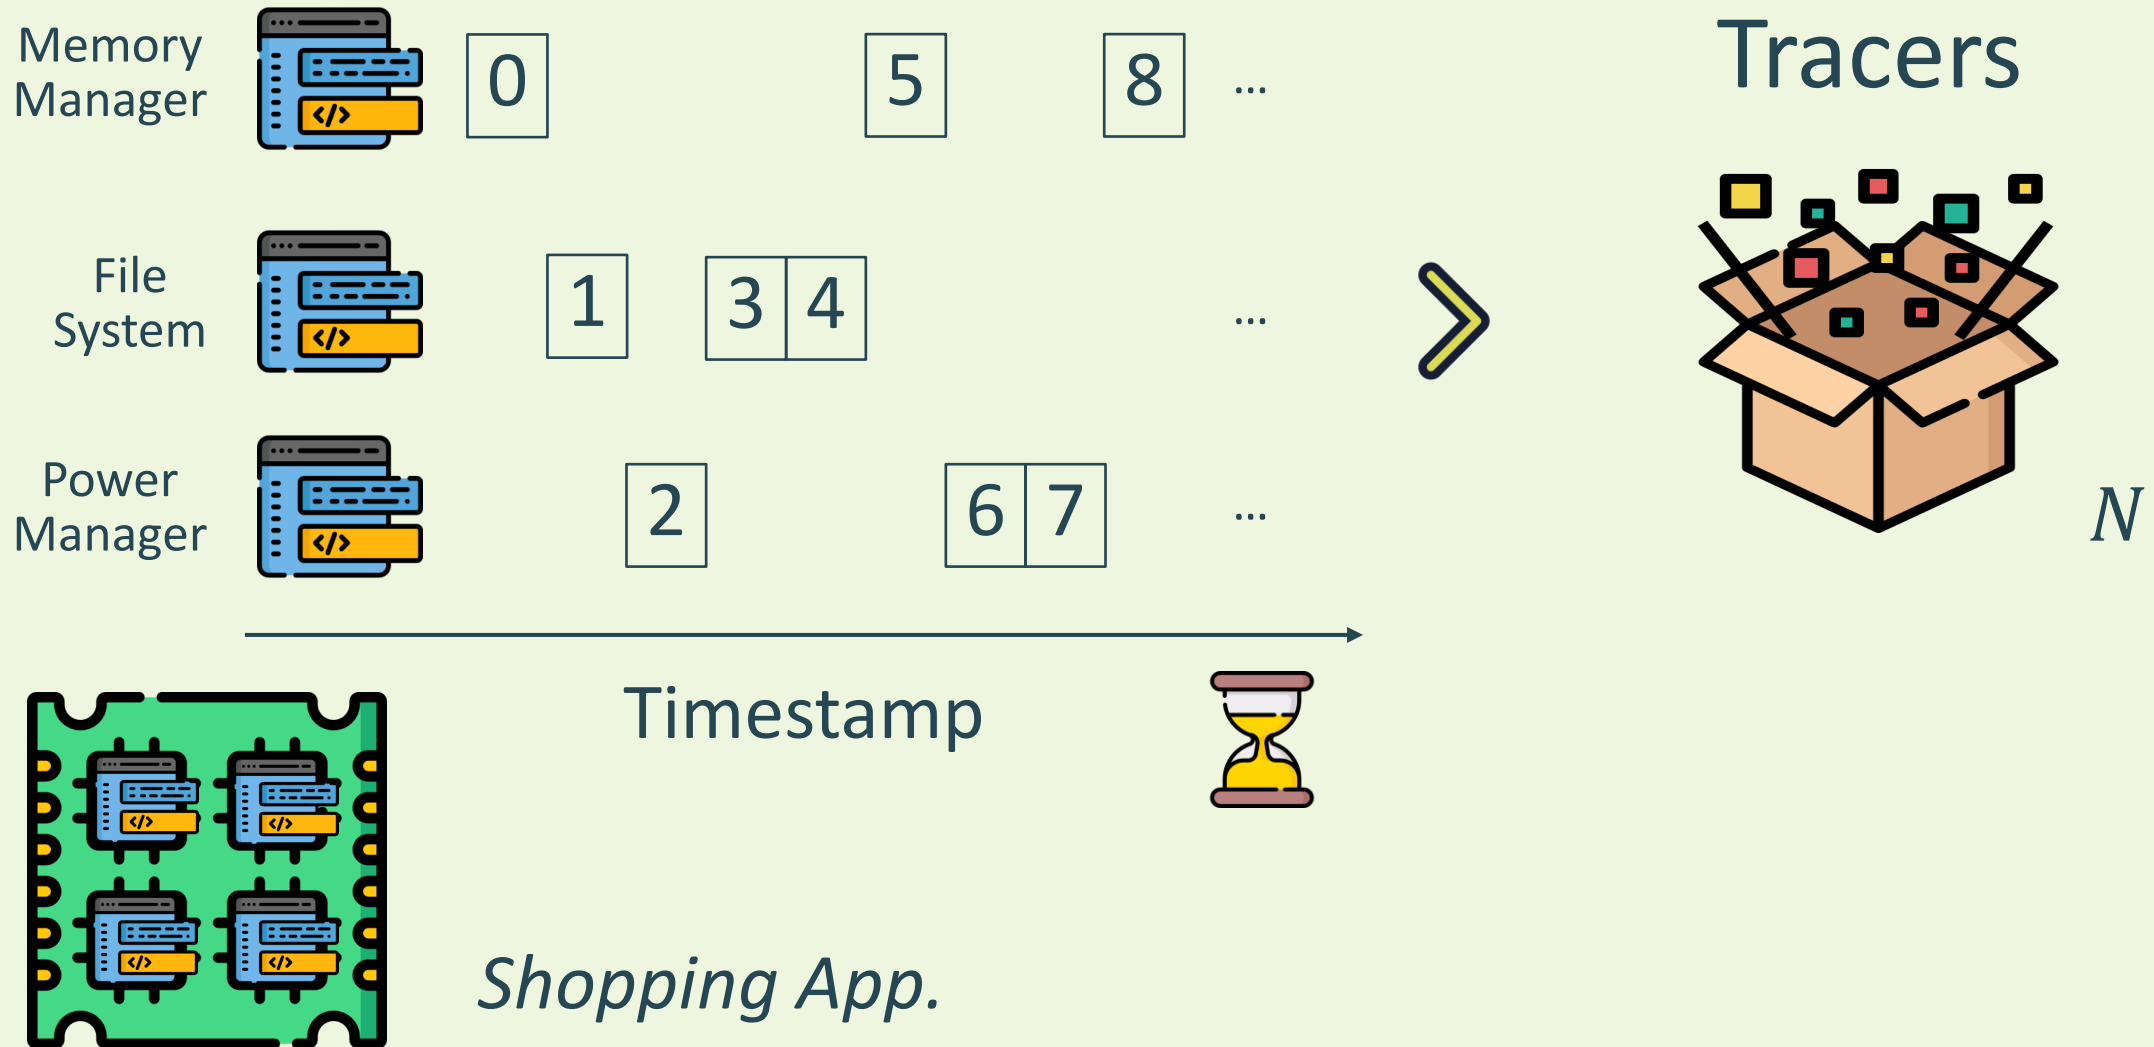 Memory
Manager
0
5
8
...
Tracers
File
System
1
3
4
...
Power
Manager
2
6
7
...
N
Timestamp
Shopping App.